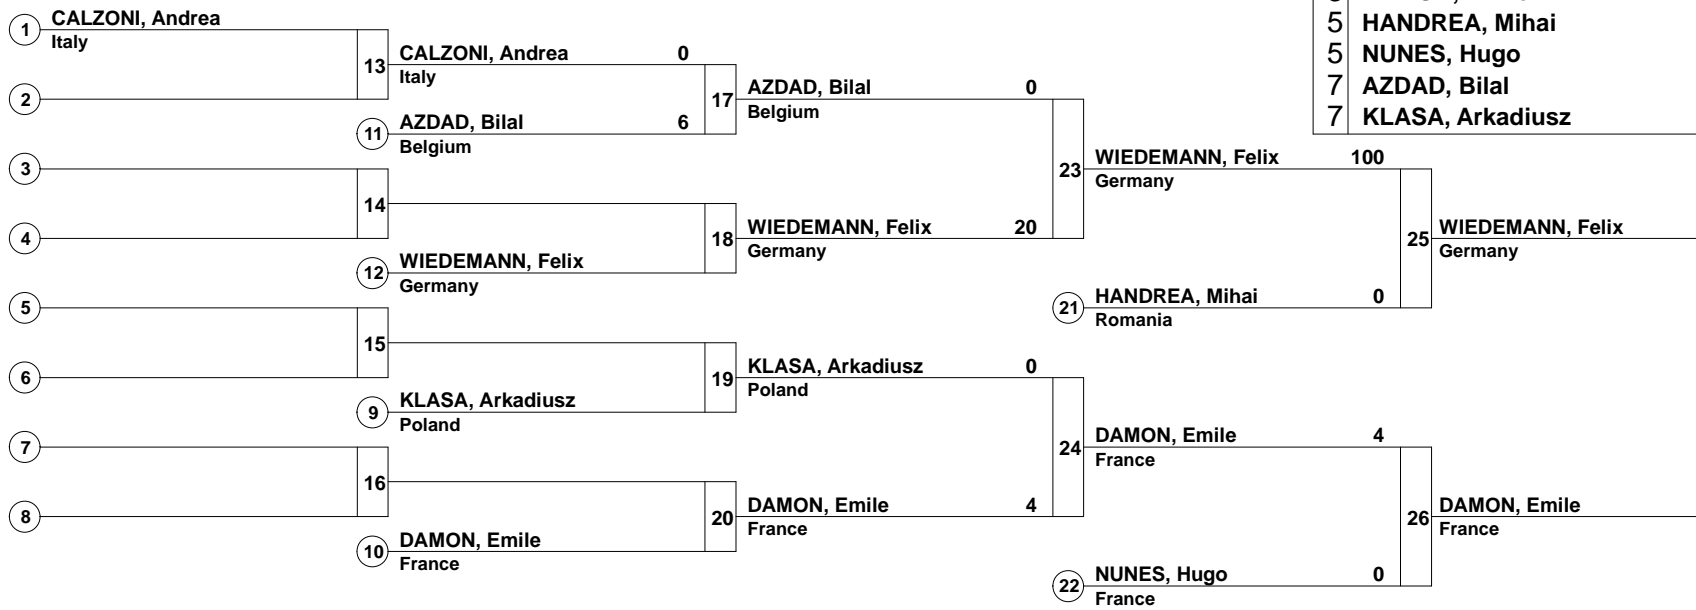 5 HANDREA, Mihai
5 NUNES, Hugo
7 AZDAD, Bilal
7 KLASA, Arkadiusz
1 CALZONI, Andrea
Italy
13 CALZONI, Andrea 0
Italy
2
17 AZDAD, Bilal 0
Belgium
11 AZDAD, Bilal 6
Belgium
3
23 WIEDEMANN, Felix 100
Germany
14
4
18 WIEDEMANN, Felix 20
Germany
25 WIEDEMANN, Felix
Germany
12 WIEDEMANN, Felix
Germany
5
21 HANDREA, Mihai 0
Romania
15
6
19 KLASA, Arkadiusz 0
Poland
9 KLASA, Arkadiusz
Poland
7
24 DAMON, Emile 4
France
16
8
20 DAMON, Emile 4
France
26 DAMON, Emile
France
10 DAMON, Emile
France
22 NUNES, Hugo 0
France